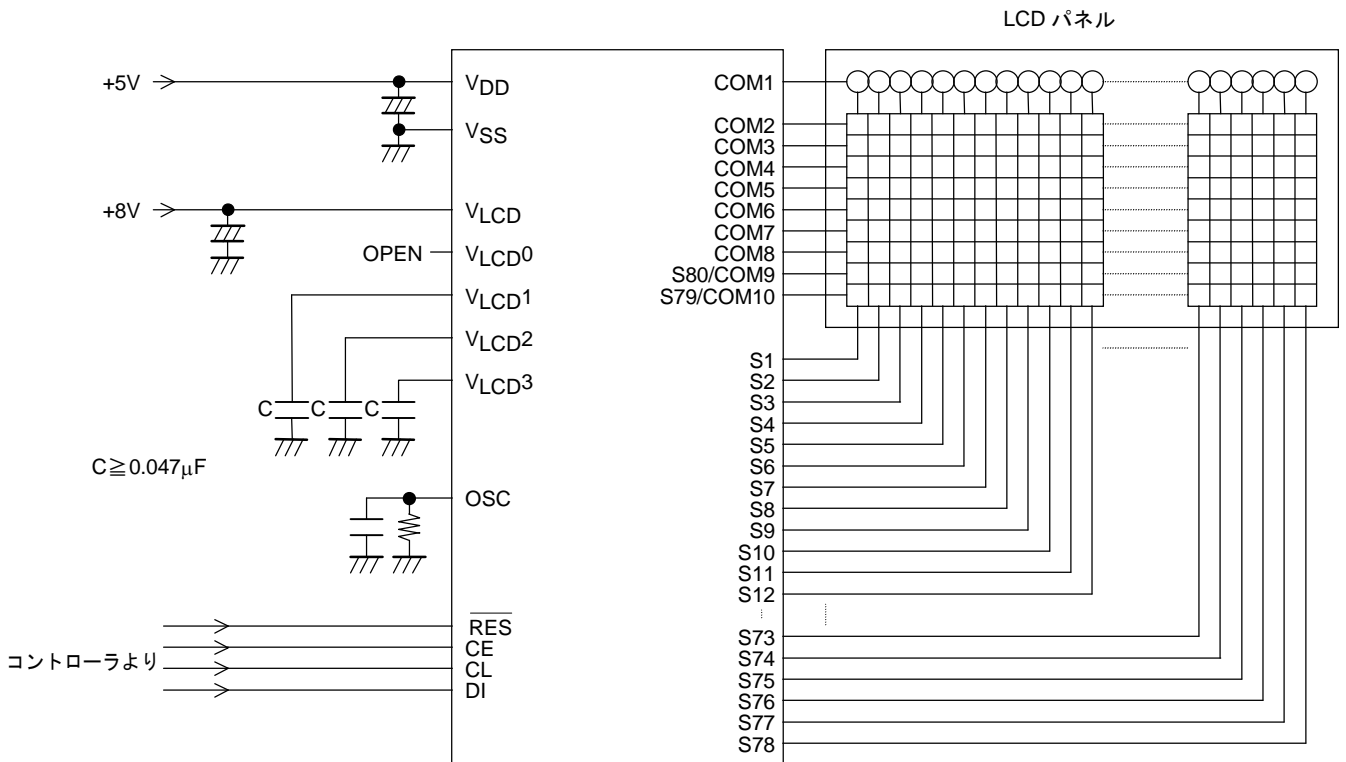 LCD パネル
+5V
VDD
VSS
+8V
VLCD
OPEN
VLCD0
VLCD1
VLCD2
VLCD3
C
C
C
C≧0.047μF
OSC
コントローラより
RES
CE
CL
DI
COM1
COM2
COM3
COM4
COM5
COM6
COM7
COM8
S80/COM9
S79/COM10
S1
S2
S3
S4
S5
S6
S7
S8
S9
S10
S11
S12
S73
S74
S75
S76
S77
S78